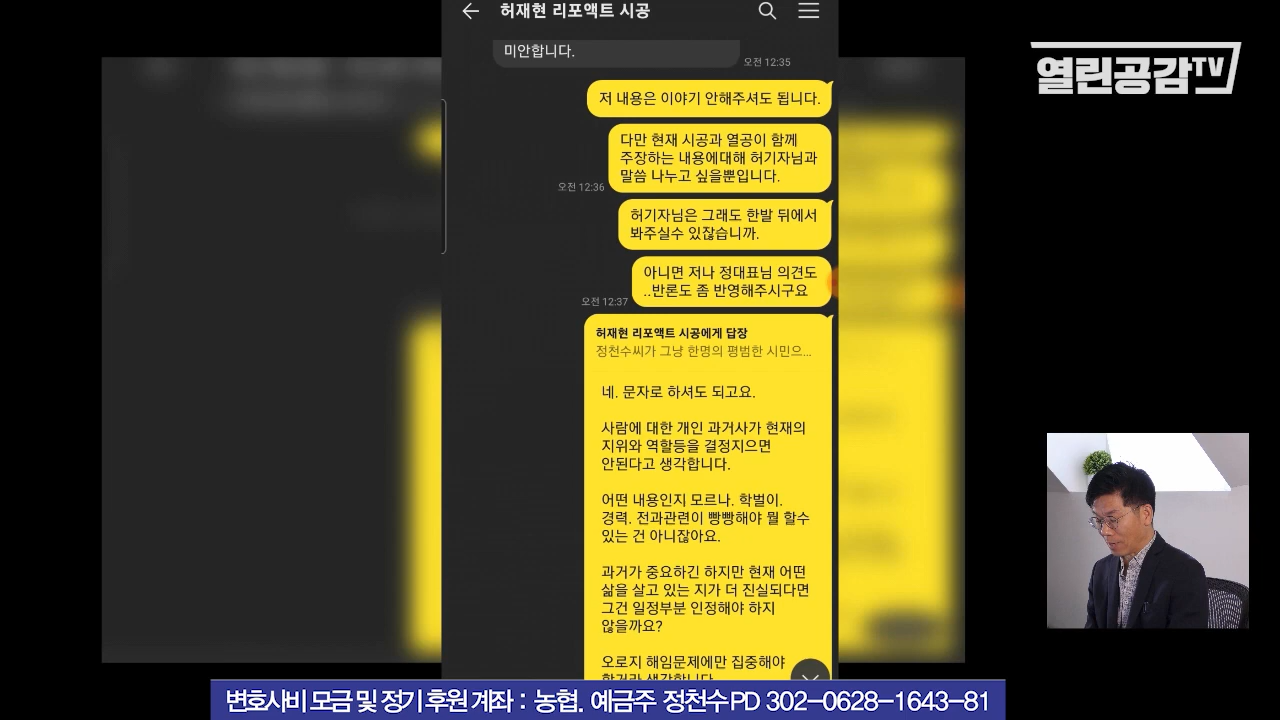 허재현 리포액트 시공
미안합니다.
오전 12:35
저 내용은 이야기 안해주셔도 됩니다.
다만 현재 시공과 열공이 함께
주장하는 내용에대해 허기자님과
말씀 나누고 싶을뿐입니다.
오전 12:36
허기자님은 그래도 한발 뒤에서
봐주실수 있잖습니까.
아니면 저나 정대표님 의견도
..반론도 좀 반영해주시구요
오전 12:37
허재현 리포액트 시공에게 답장
정천수씨가 그냥 한명의 평범한 시민으...
네. 문자로 하셔도 되고요.
사람에 대한 개인 과거사가 현재의
지위와 역할등을 결정지으면
안된다고 생각합니다.
어떤 내용인지 모르나. 학벌이.
경력. 전과관련이 빵빵해야 뭘 할수
있는 건 아니잖아요.
과거가 중요하긴 하지만 현재 어떤
삶을 살고 있는 지가 더 진실되다면
그건 일정부분 인정해야 하지
않을까요?
오로지 해임문제에만 집중해야
한거라 생각합니다
열린공감TV
변호사비 모금 및 정기 후원 계좌 : 농협. 예금주 정천수PD 302-0628-1643-81